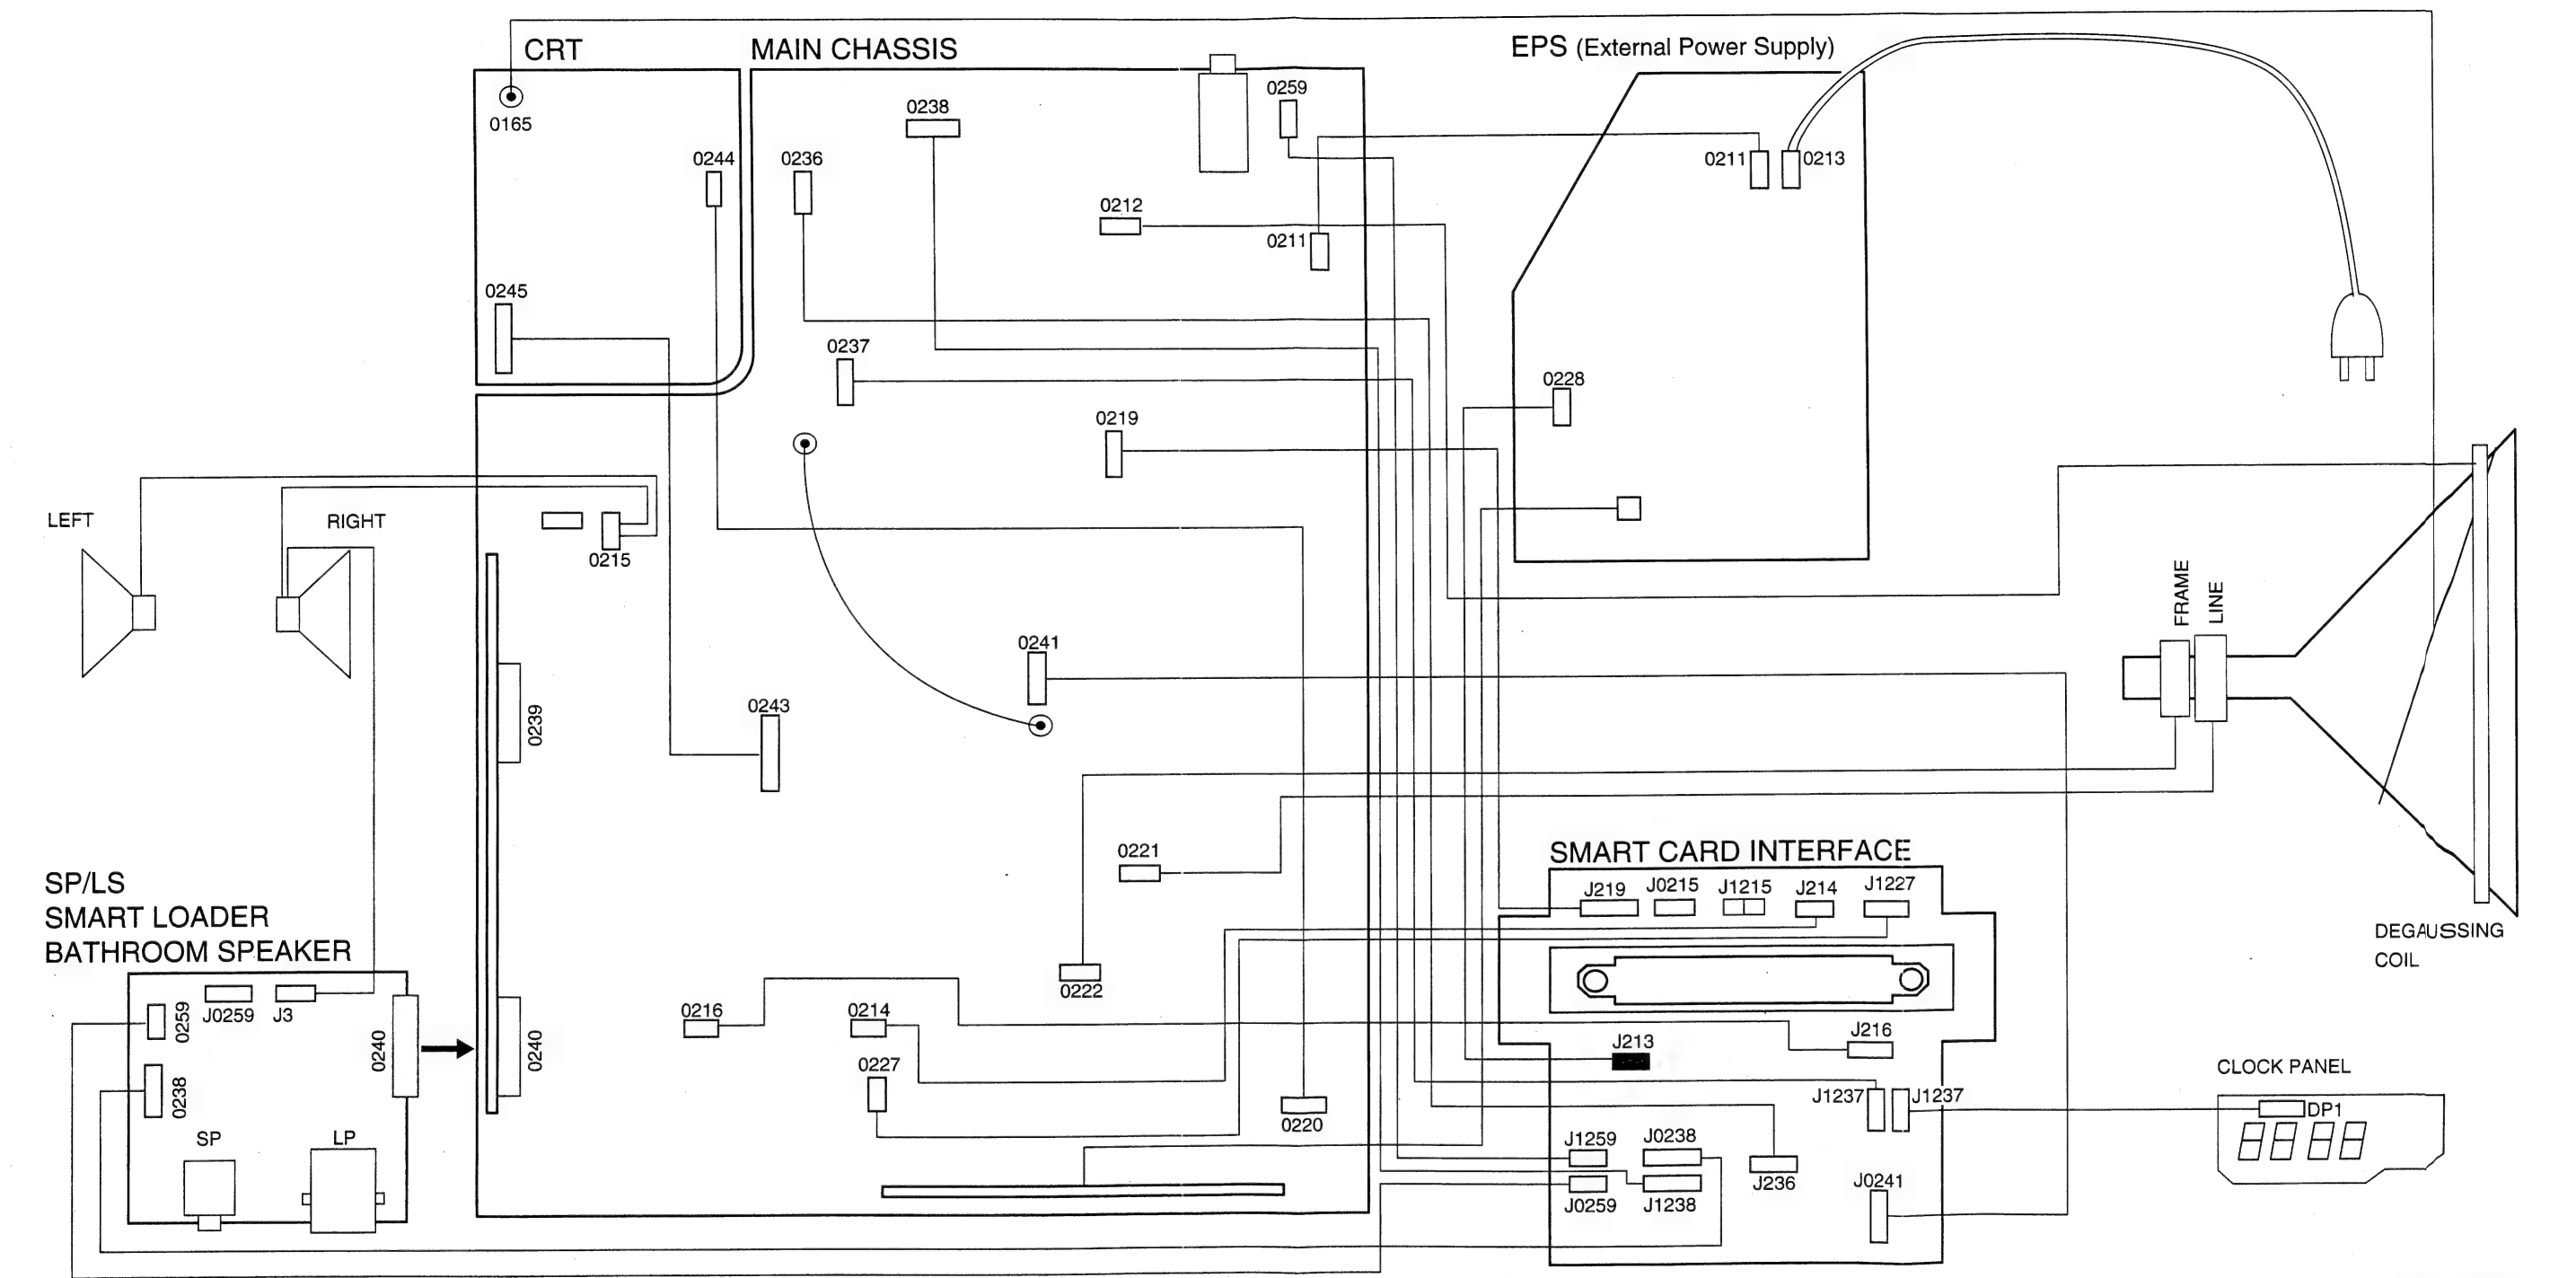 CRT
MAIN CHASSIS
EPS (External Power Supply)
0165
0244
0236
0238
0259
0212
0211
0211
0213
0245
0237
0228
0219
LEFT
RIGHT
0215
FRAME
LINE
0241
0243
0239
0221
SMART CARD INTERFACE
J219
J0215
J1215
J214
J1227
SP/LS
SMART LOADER
BATHROOM SPEAKER
DEGAUSSING
COIL
0222
0259
J0259
J3
0240
0240
0216
0214
J216
J213
0227
0238
CLOCK PANEL
J1237
J1237
DP1
0220
SP
LP
J1259
J0238
J236
J0241
J0259
J1238